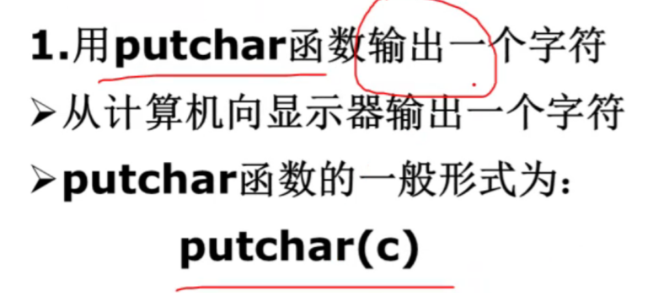 1.用putchar函数输出一个字符
➢从计算机向显示器输出一个字符
➢putchar函数的一般形式为：
putchar(c)